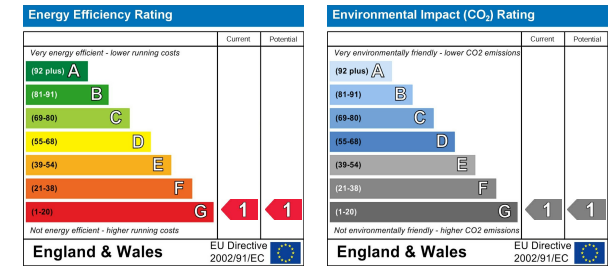 Energy Efficiency Rating
Current Potential
Very energy efficient - lower running costs
(92 plus) A
(81-91) B
(69-80) C
(55-68) D
(39-54) E
(21-38) F
(1-20) G 1 1
Not energy efficient - higher running costs
England & Wales
EU Directive
2002/91/EC
Environmental Impact (CO₂) Rating
Current Potential
Very environmentally friendly - lower CO2 emissions
(92 plus) A
(81-91) B
(69-80) C
(55-68) D
(39-54) E
(21-38) F
(1-20) G 1 1
Not environmentally friendly - higher CO2 emissions
England & Wales
EU Directive
2002/91/EC